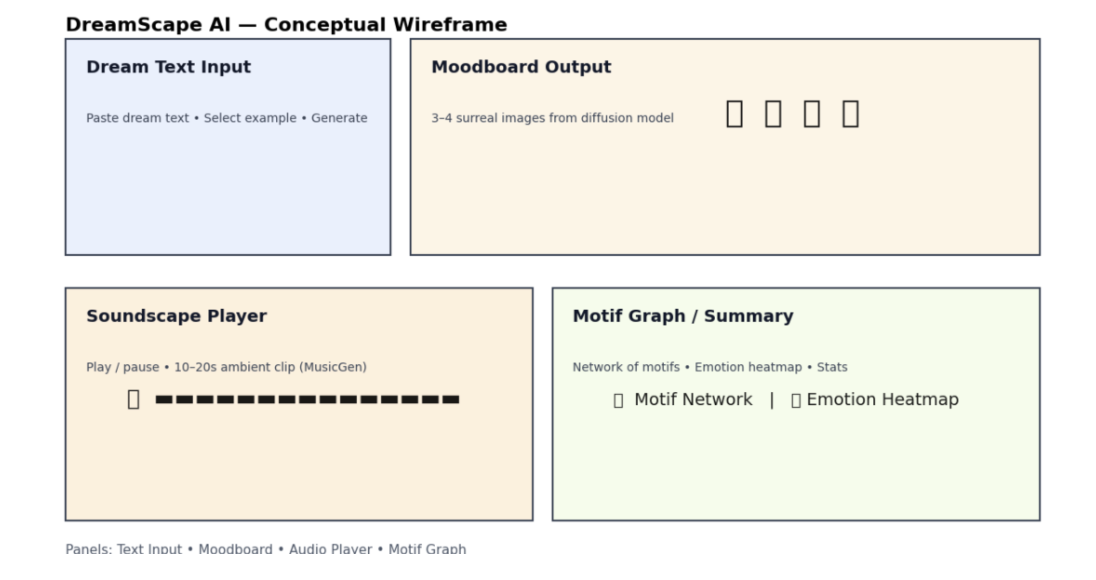 DreamScape AI — Conceptual Wireframe
Dream Text Input
Paste dream text • Select example • Generate
Moodboard Output
3–4 surreal images from diffusion model
Soundscape Player
Play / pause • 10–20s ambient clip (MusicGen)
Motif Graph / Summary
Network of motifs • Emotion heatmap • Stats
Motif Network | Emotion Heatmap
Panels: Text Input • Moodboard • Audio Player • Motif Graph